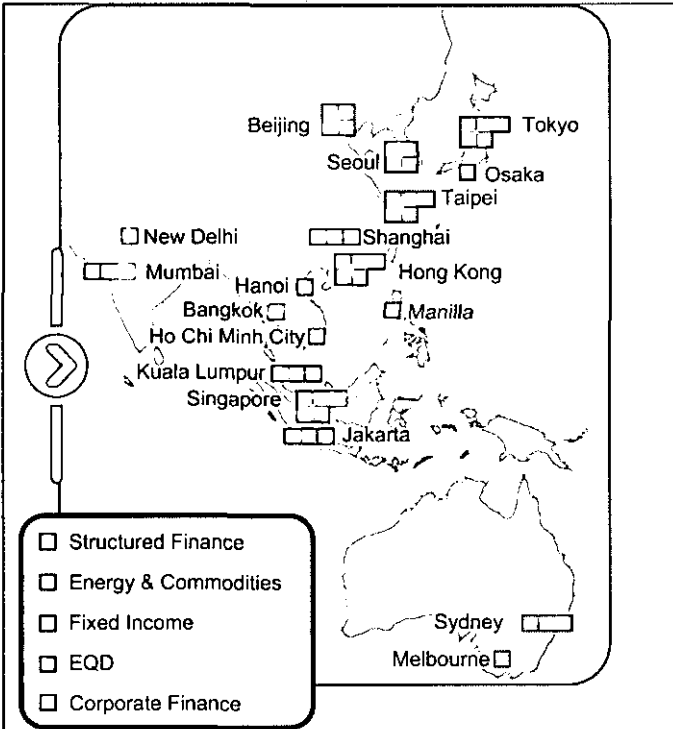 Beijing
Tokyo
Seoul
Osaka
Taipei
New Delhi
Shanghai
Mumbai
Hong Kong
Hanoi
Bangkok
Manilla
Ho Chi Minh City
Kuala Lumpur
Singapore
Jakarta
Structured Finance
Energy & Commodities
Fixed Income
Sydney
EQD
Melbourne
Corporate Finance